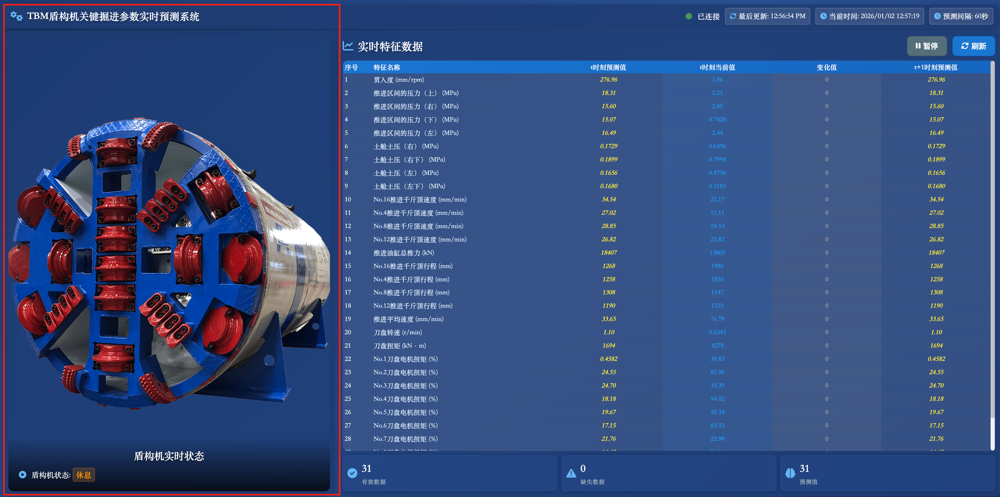 TBM盾构机关键掘进参数实时预测系统
已连接 最后更新: 12:56:54 PM 当前时间: 2026/01/02 12:57:19 预测间隔: 60秒
实时特征数据 暂停 刷新
序号 特征名称 t时刻预测值 t时刻当前值 变化值 t+1时刻预测值
1 贯入度 (mm/rpm) 276.96 1.86 0 276.96
2 推进区间的压力（上） (MPa) 18.31 2.21 0 18.31
3 推进区间的压力（右） (MPa) 15.60 2.05 0 15.60
4 推进区间的压力（下） (MPa) 15.07 0.7420 0 15.07
5 推进区间的压力（左） (MPa) 16.49 2.44 0 16.49
6 土舱土压（右） (MPa) 0.1729 0.6496 0 0.1729
7 土舱土压（右下） (MPa) 0.1899 0.7998 0 0.1899
8 土舱土压（左） (MPa) 0.1656 0.4756 0 0.1656
9 土舱土压（左下） (MPa) 0.1680 0.5185 0 0.1680
10 No.16推进千斤顶速度 (mm/min) 34.54 22.17 0 34.54
11 No.4推进千斤顶速度 (mm/min) 27.02 11.11 0 27.02
12 No.8推进千斤顶速度 (mm/min) 28.85 24.53 0 28.85
13 No.12推进千斤顶速度 (mm/min) 26.82 25.82 0 26.82
14 推进油缸总推力 (kN) 18407 13805 0 18407
15 No.16推进千斤顶行程 (mm) 1268 1986 0 1268
16 No.4推进千斤顶行程 (mm) 1258 1856 0 1258
17 No.8推进千斤顶行程 (mm) 1308 1147 0 1308
18 No.12推进千斤顶行程 (mm) 1190 1523 0 1190
19 推进平均速度 (mm/min) 33.65 76.78 0 33.65
20 刀盘转速 (r/min) 1.10 0.6343 0 1.10
21 刀盘扭矩 (kN · m) 1694 4278 0 1694
22 No.1刀盘电机扭矩 (%) 0.4582 39.83 0 0.4582
23 No.2刀盘电机扭矩 (%) 24.55 85.96 0 24.55
24 No.3刀盘电机扭矩 (%) 24.70 35.39 0 24.70
25 No.4刀盘电机扭矩 (%) 18.18 94.02 0 18.18
26 No.5刀盘电机扭矩 (%) 19.67 50.34 0 19.67
27 No.6刀盘电机扭矩 (%) 17.15 83.92 0 17.15
28 No.7刀盘电机扭矩 (%) 21.76 22.98 0 21.76
盾构机实时状态
盾构机状态: 休息
31
有效数据
0
缺失数据
31
预测值